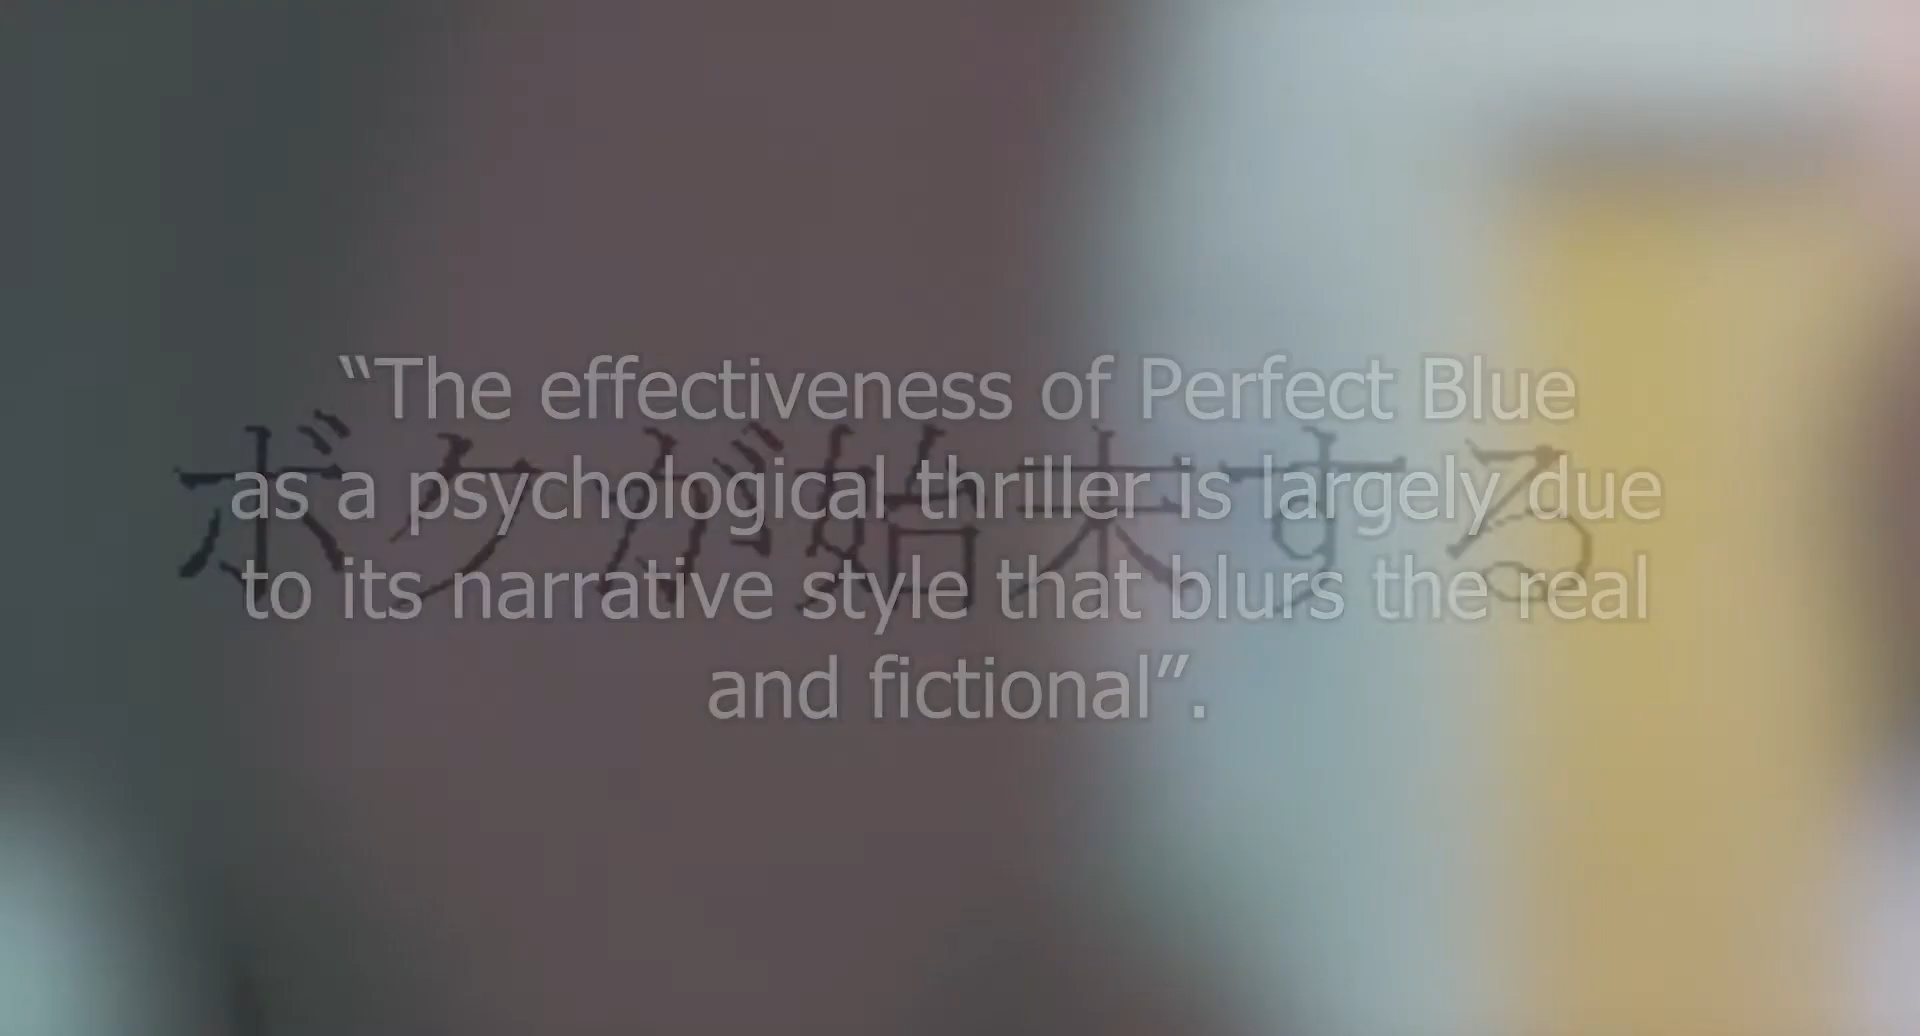 “The effectiveness of Perfect Blue
ボクが始末する
as a psychological thriller is largely due
to its narrative style that blurs the real
and fictional”.